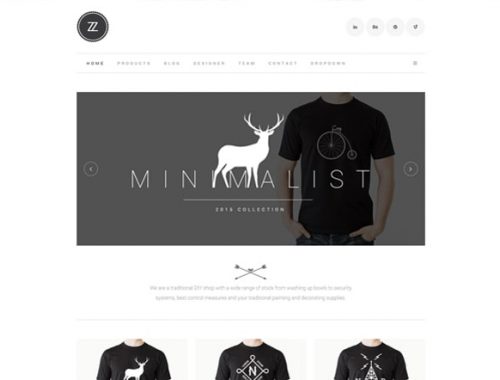 ZZ
in Bē
HOME PRODUCTS BLOG DESIGNER TEAM CONTACT DROPDOWN
MINIMALIST
2015 COLLECTION
We are a traditional DIY shop with a wide range of stock from washing up bowls to security
systems, best control measures and your traditional painting and decorating supplies.
N